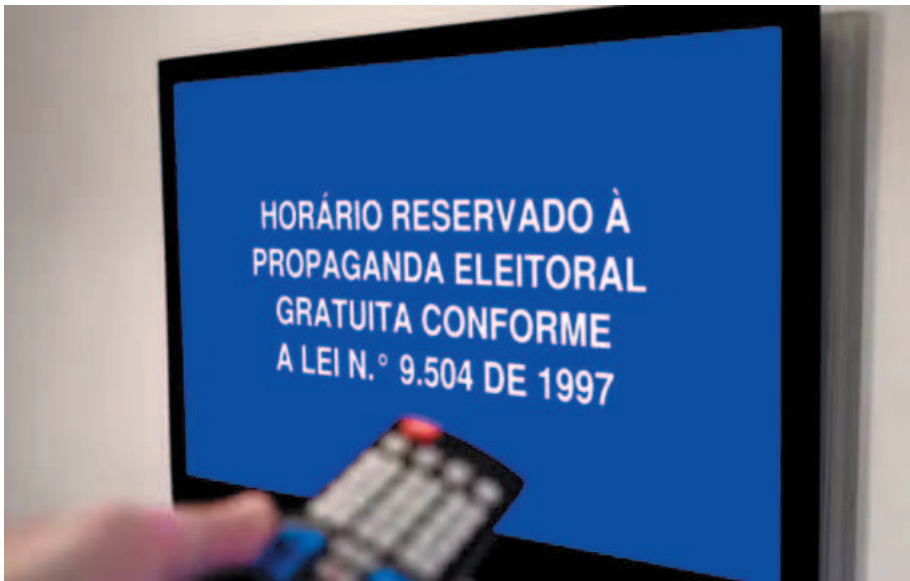 HORÁRIO RESERVADO À
PROPAGANDA ELEITORAL
GRATUITA CONFORME
A LEI N.° 9.504 DE 1997